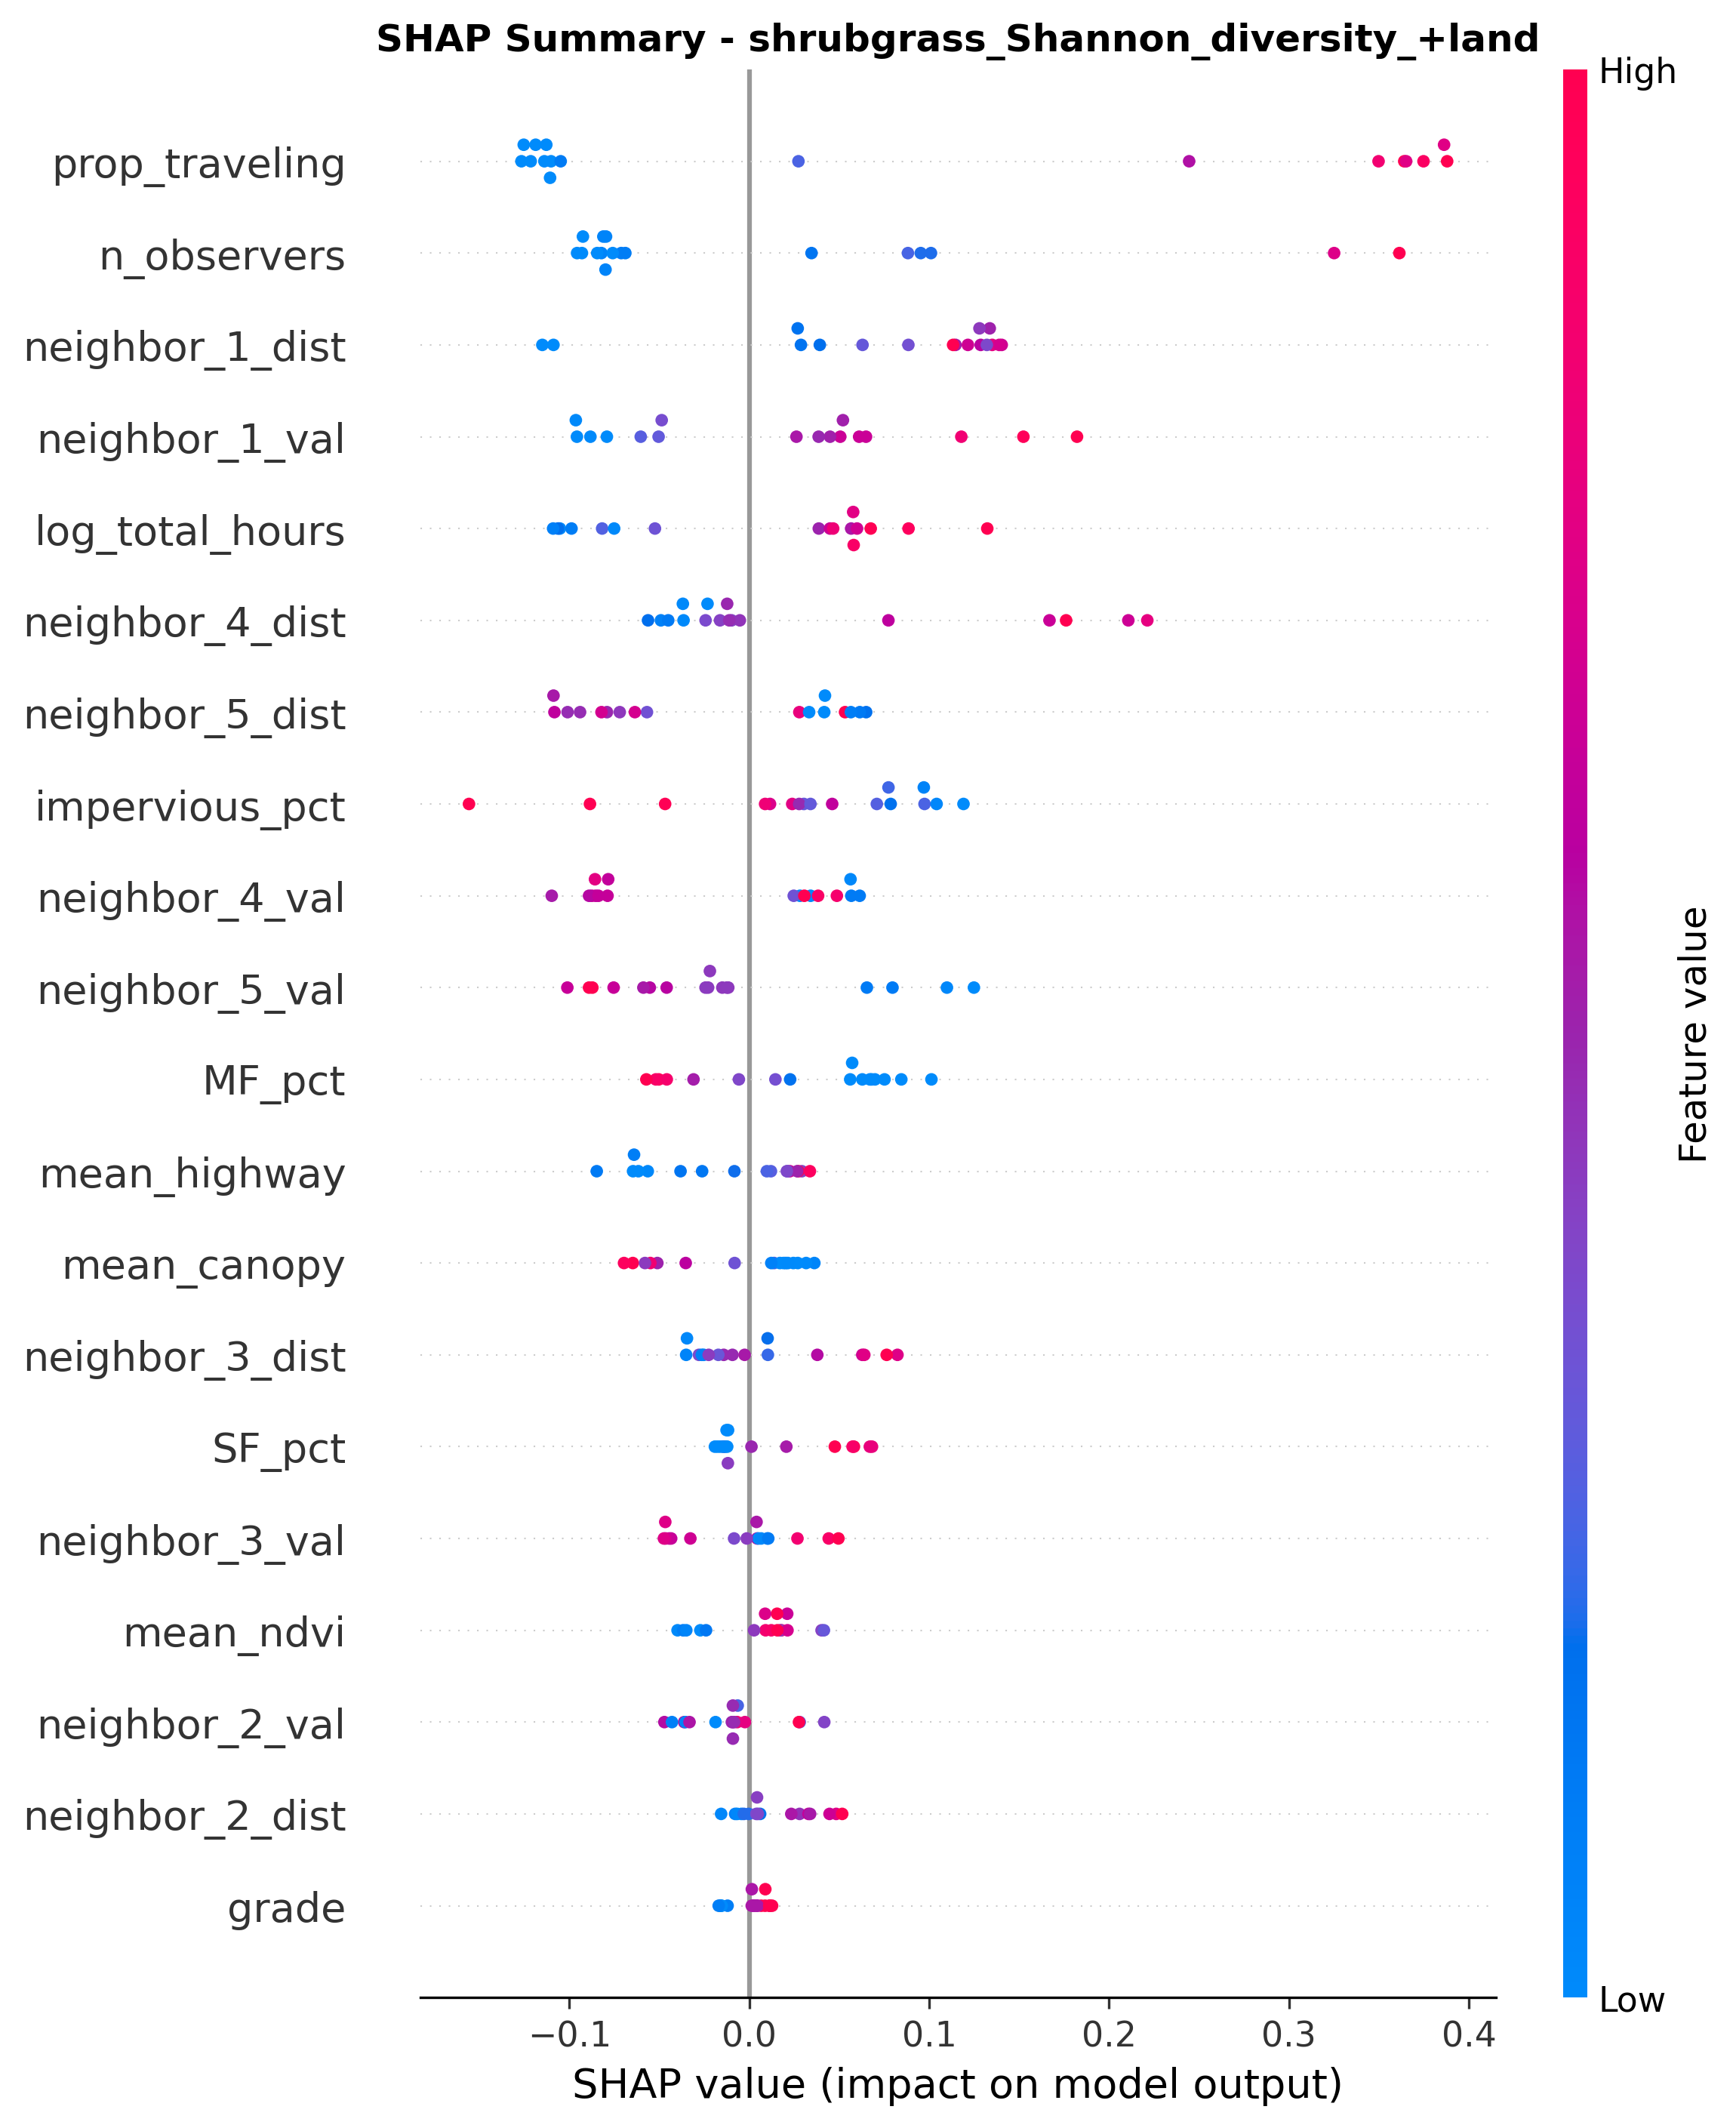 SHAP Summary - shrubgrass_Shannon_diversity_+land
High
prop_traveling
n_observers
neighbor_1_dist
neighbor_1_val
log_total_hours
neighbor_4_dist
neighbor_5_dist
impervious_pct
neighbor_4_val
neighbor_5_val
MF_pct
mean_highway
mean_canopy
neighbor_3_dist
SF_pct
neighbor_3_val
mean_ndvi
neighbor_2_val
neighbor_2_dist
grade
Feature value
Low
−0.1 0.0 0.1 0.2 0.3 0.4
SHAP value (impact on model output)